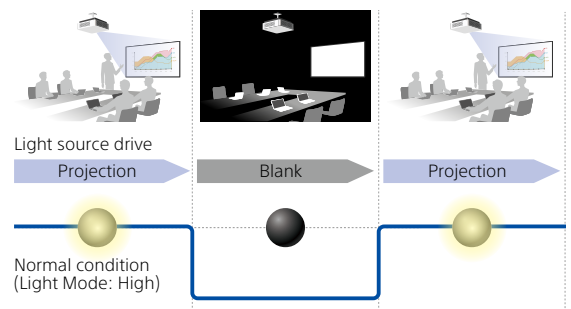 Light source drive
Projection
Blank
Projection
Normal condition
(Light Mode: High)